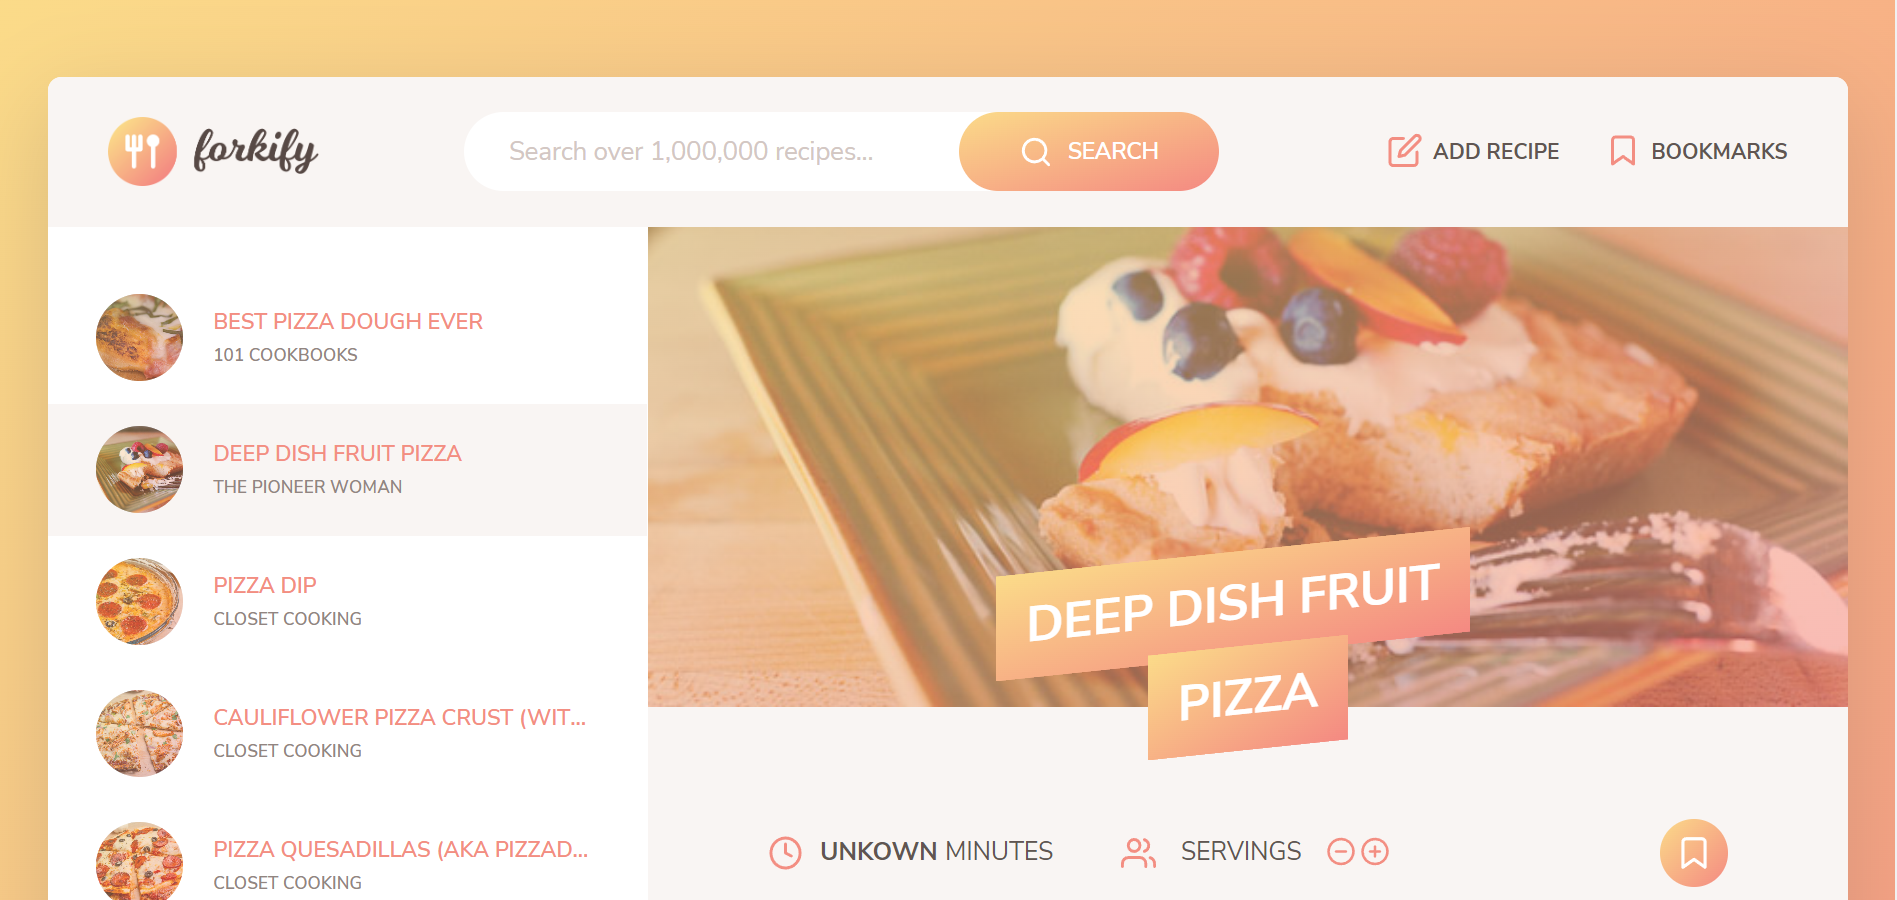 forkify
Search over 1,000,000 recipes...
SEARCH
ADD RECIPE
BOOKMARKS
BEST PIZZA DOUGH EVER
101 COOKBOOKS
DEEP DISH FRUIT PIZZA
THE PIONEER WOMAN
PIZZA DIP
CLOSET COOKING
CAULIFLOWER PIZZA CRUST (WIT...
CLOSET COOKING
PIZZA QUESADILLAS (AKA PIZZAD...
CLOSET COOKING
DEEP DISH FRUIT
PIZZA
UNKOWN MINUTES
SERVINGS